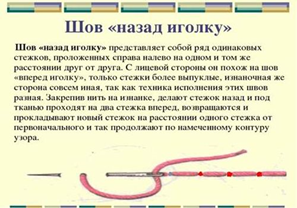 Шов «назад иголку»
Шов «назад иголку» представляет собой ряд одинаковых
стежков, проложенных справа налево на одном и том же
расстоянии друг от друга. С лицевой стороны он похож на шов
«вперед иголку», только стежки более выпуклые, изнаночная же
сторона совсем иная, так как техника исполнения этих швов
разная. Закрепив нить на изнанке, делают стежок назад и под
тканью проходят на два стежка вперед, возвращаются и
прокладывают новый стежок на расстоянии одного стежка от
первоначального и так продолжают по намеченному контуру
узора.